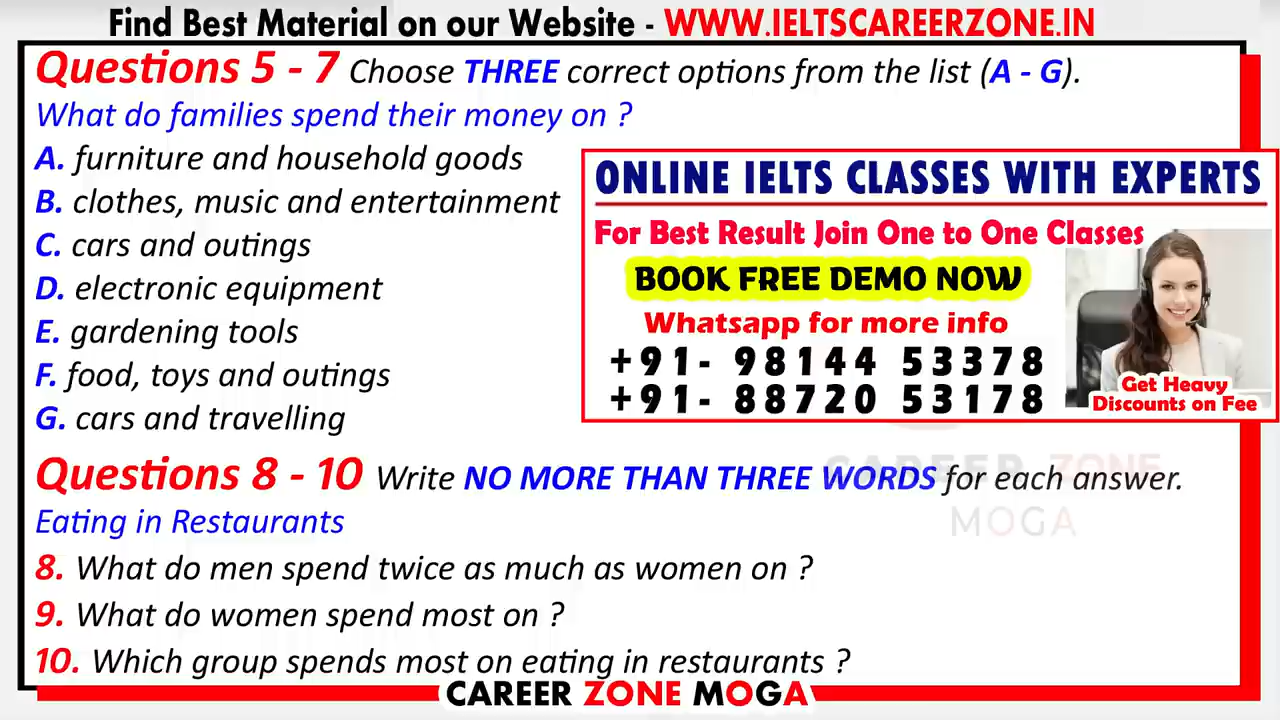 Find Best Material on our Website - WWW.IELTSCAREERZONE.IN
Questions 5 - 7 Choose THREE correct options from the list (A - G).
What do families spend their money on ?
A. furniture and household goods
B. clothes, music and entertainment
C. cars and outings
D. electronic equipment
E. gardening tools
F. food, toys and outings
G. cars and travelling
ONLINE IELTS CLASSES WITH EXPERTS
For Best Result Join One to One Classes
BOOK FREE DEMO NOW
Whatsapp for more info
+91- 98144 53378
+91- 88720 53178
Get Heavy
Discounts on Fee
Questions 8 - 10 Write NO MORE THAN THREE WORDS for each answer.
CAREER ZONE
MOGA
Eating in Restaurants
8. What do men spend twice as much as women on ?
9. What do women spend most on ?
10. Which group spends most on eating in restaurants ?
CAREER ZONE MOGA